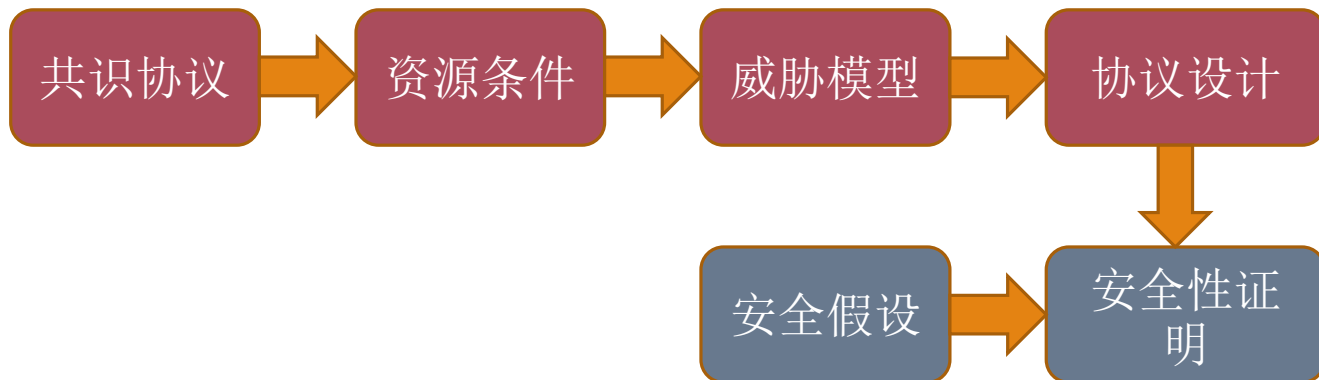 共识协议
资源条件
威胁模型
协议设计
安全假设
安全性证
明